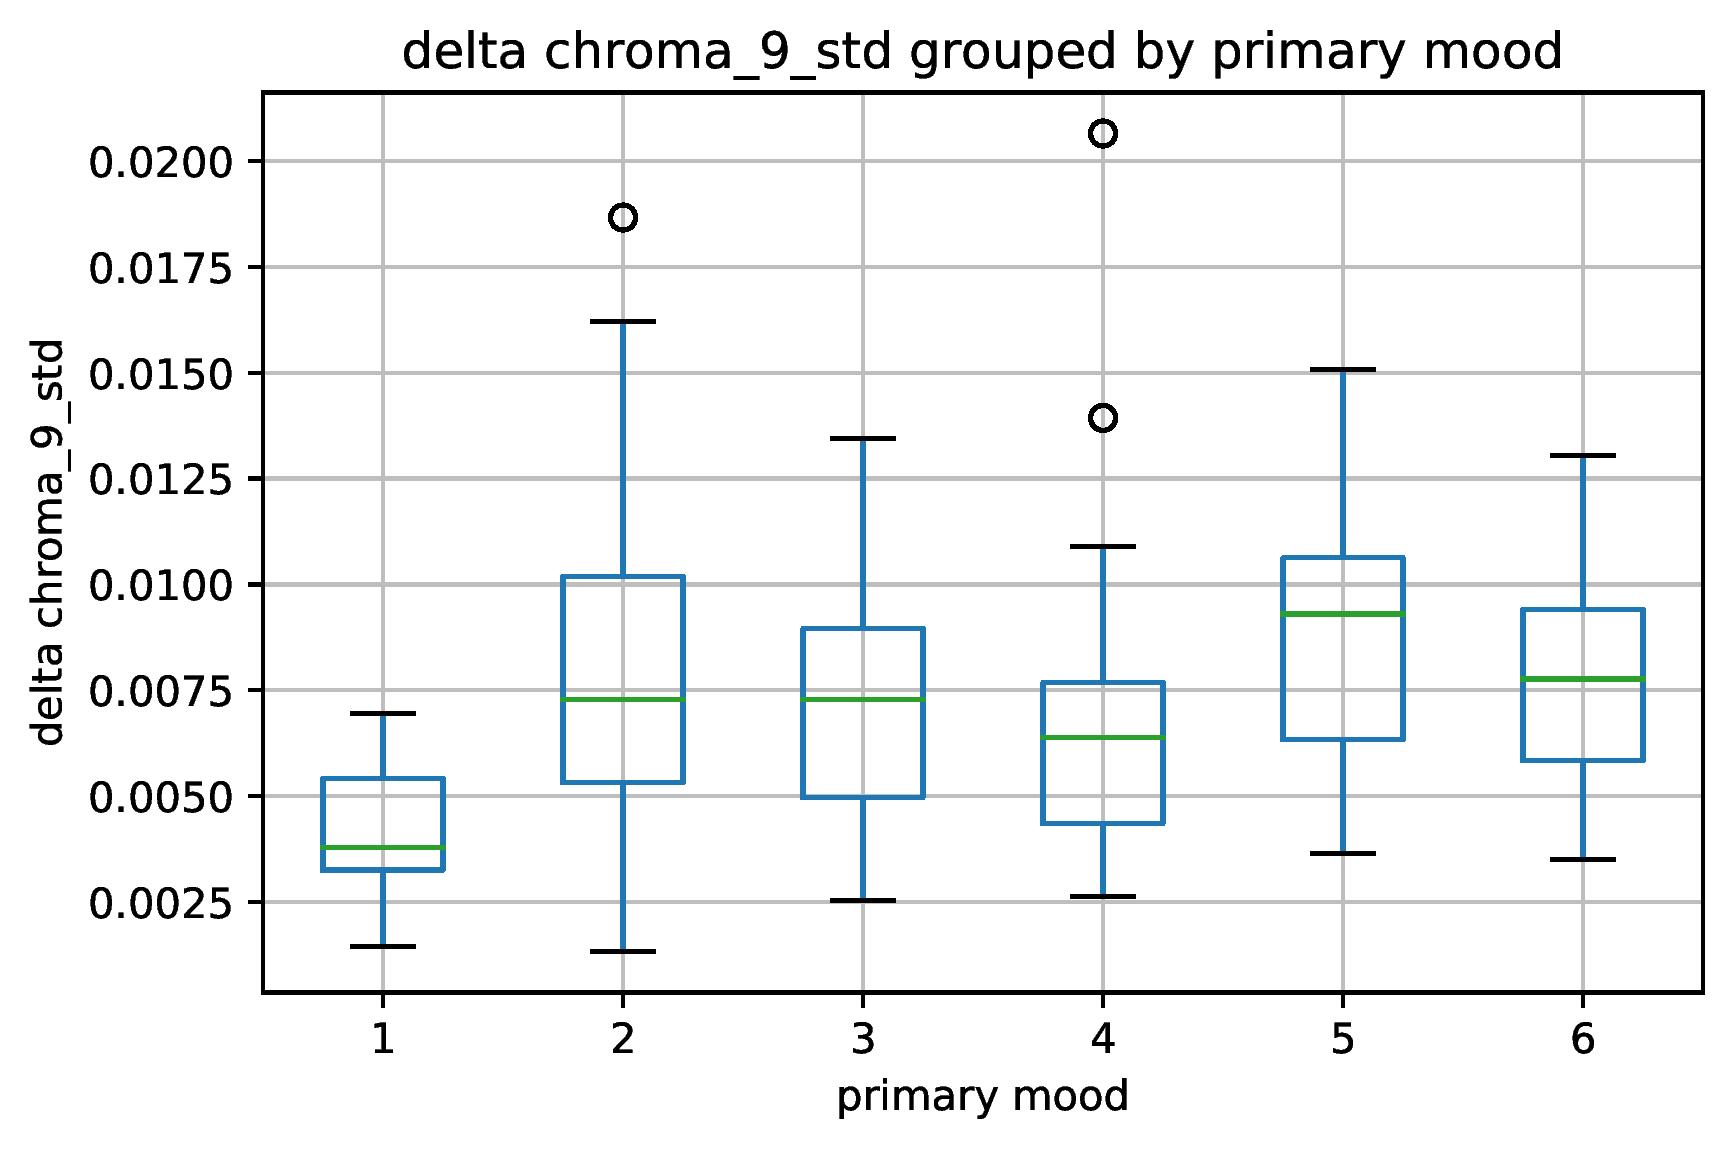 delta chroma_9_std grouped by primary mood
delta chroma_9_std
0.0200
0.0175
0.0150
0.0125
0.0100
0.0075
0.0050
0.0025
1 2 3 4 5 6
primary mood